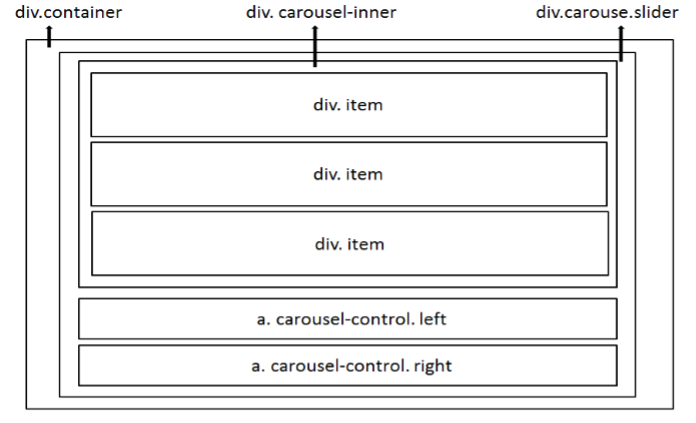 div.container
div. carousel-inner
div.carouse.slider
div. item
div. item
div. item
a. carousel-control. left
a. carousel-control. right